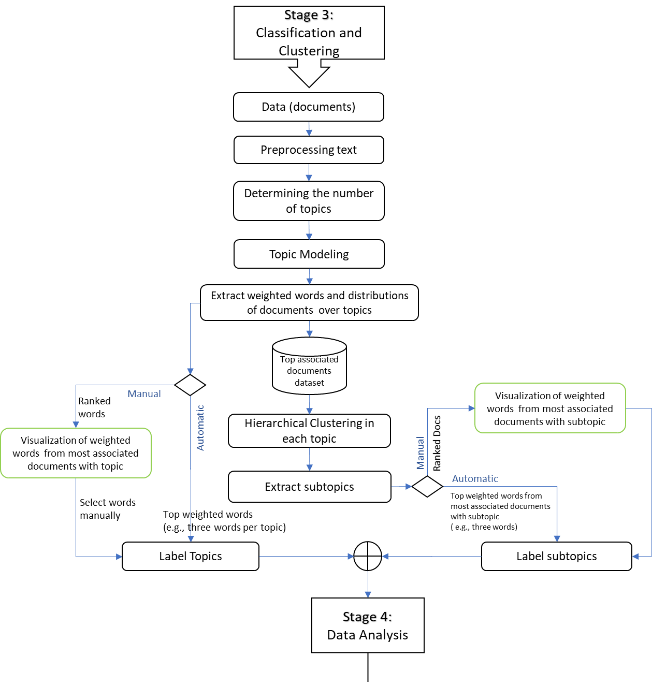 Stage 3:
Classification and
Clustering
Data (documents)
Preprocessing text
Determining the number
of topics
Topic Modeling
Extract weighted words and distributions
of documents over topics
Top associated
documents
dataset
Manual
Ranked
words
Automatic
Visualization of weighted
words from most associated
documents with topic
Hierarchical Clustering in
each topic
Extract subtopics
Manual
Ranked Docs
Visualization of weighted
words from most associated
documents with subtopic
Automatic
Top weighted words from
most associated documents
with subtopic
( e.g., three words)
Select words
manually
Top weighted words
(e.g., three words per topic)
Label Topics
Label subtopics
Stage 4:
Data Analysis